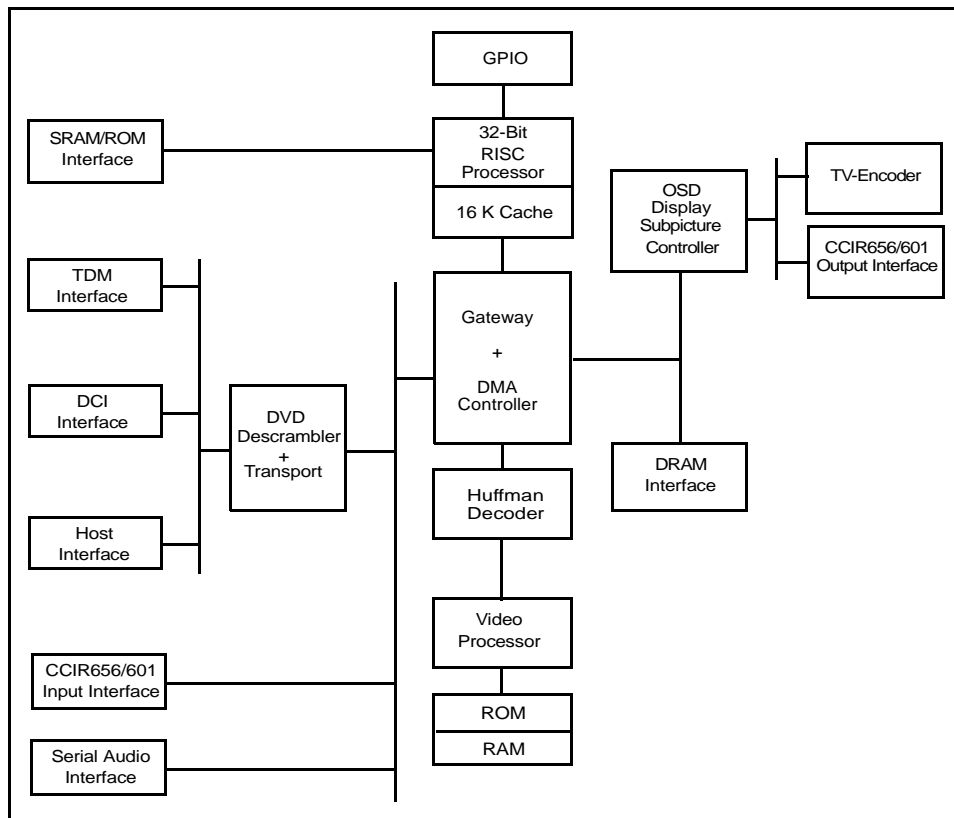 GPIO
SRAM/ROM
Interface
32-Bit
RISC
Processor
16 K Cache
OSD
Display
Subpicture
Controller
TV-Encoder
CCIR656/601
Output Interface
TDM
Interface
DCI
Interface
Host
Interface
DVD
Descrambler
+
Transport
Gateway
+
DMA
Controller
DRAM
Interface
Huffman
Decoder
Video
Processor
ROM
RAM
CCIR656/601
Input Interface
Serial Audio
Interface